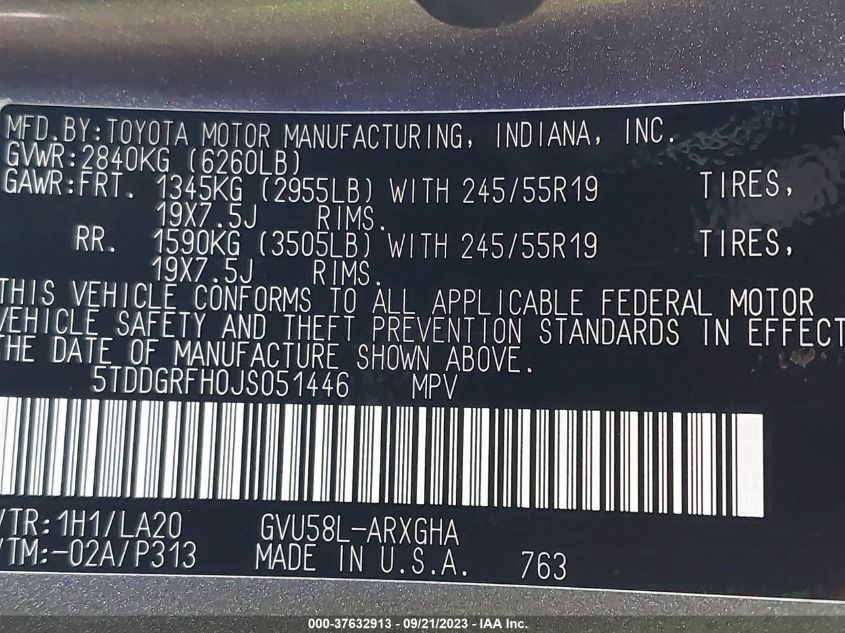 MFD.BY:TOYOTA MOTOR MANUFACTURING, INDIANA, INC.
GVWR:2840KG (6260LB)
GAWR:FRT. 1345KG (2955LB) WITH 245/55R19 TIRES,
19X7.5J RIMS.
RR. 1590KG (3505LB) WITH 245/55R19 TIRES,
19X7.5J RIMS.
THIS VEHICLE CONFORMS TO ALL APPLICABLE FEDERAL MOTOR
VEHICLE SAFETY AND THEFT PREVENTION STANDARDS IN EFFECT
THE DATE OF MANUFACTURE SHOWN ABOVE.
5TDDGRFH0JS051446 MPV
/TR:1H1/LA20 GVU58L-ARXGHA
/TM:-02A/P313 MADE IN U.S.A. 763
000-37632913 - 09/21/2023 - IAA Inc.